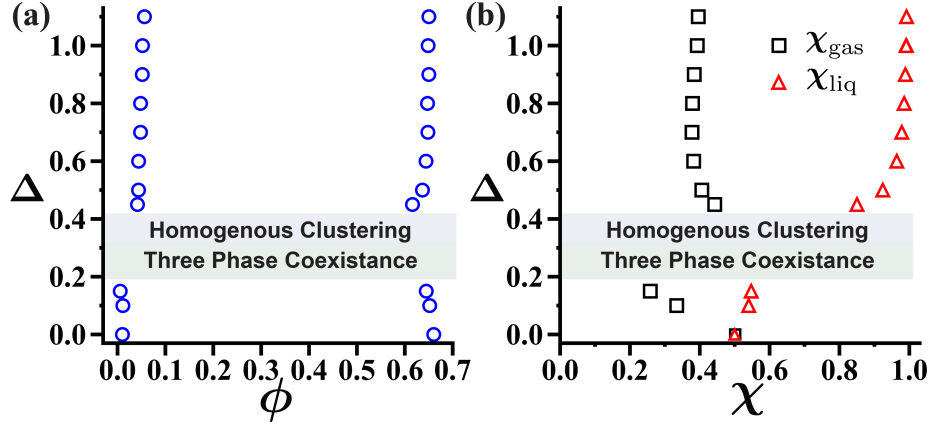 (a)
1.0
0.8
0.6
Δ
0.4
0.2
0.0
Homogenous Clustering
Three Phase Coexistance
0.0 0.1 0.2 0.3 0.4 0.5 0.6 0.7
ϕ
(b)
1.0
0.8
0.6
Δ
0.4
0.2
0.0
χgas
χliq
Homogenous Clustering
Three Phase Coexistance
0.0 0.2 0.4 0.6 0.8 1.0
χ